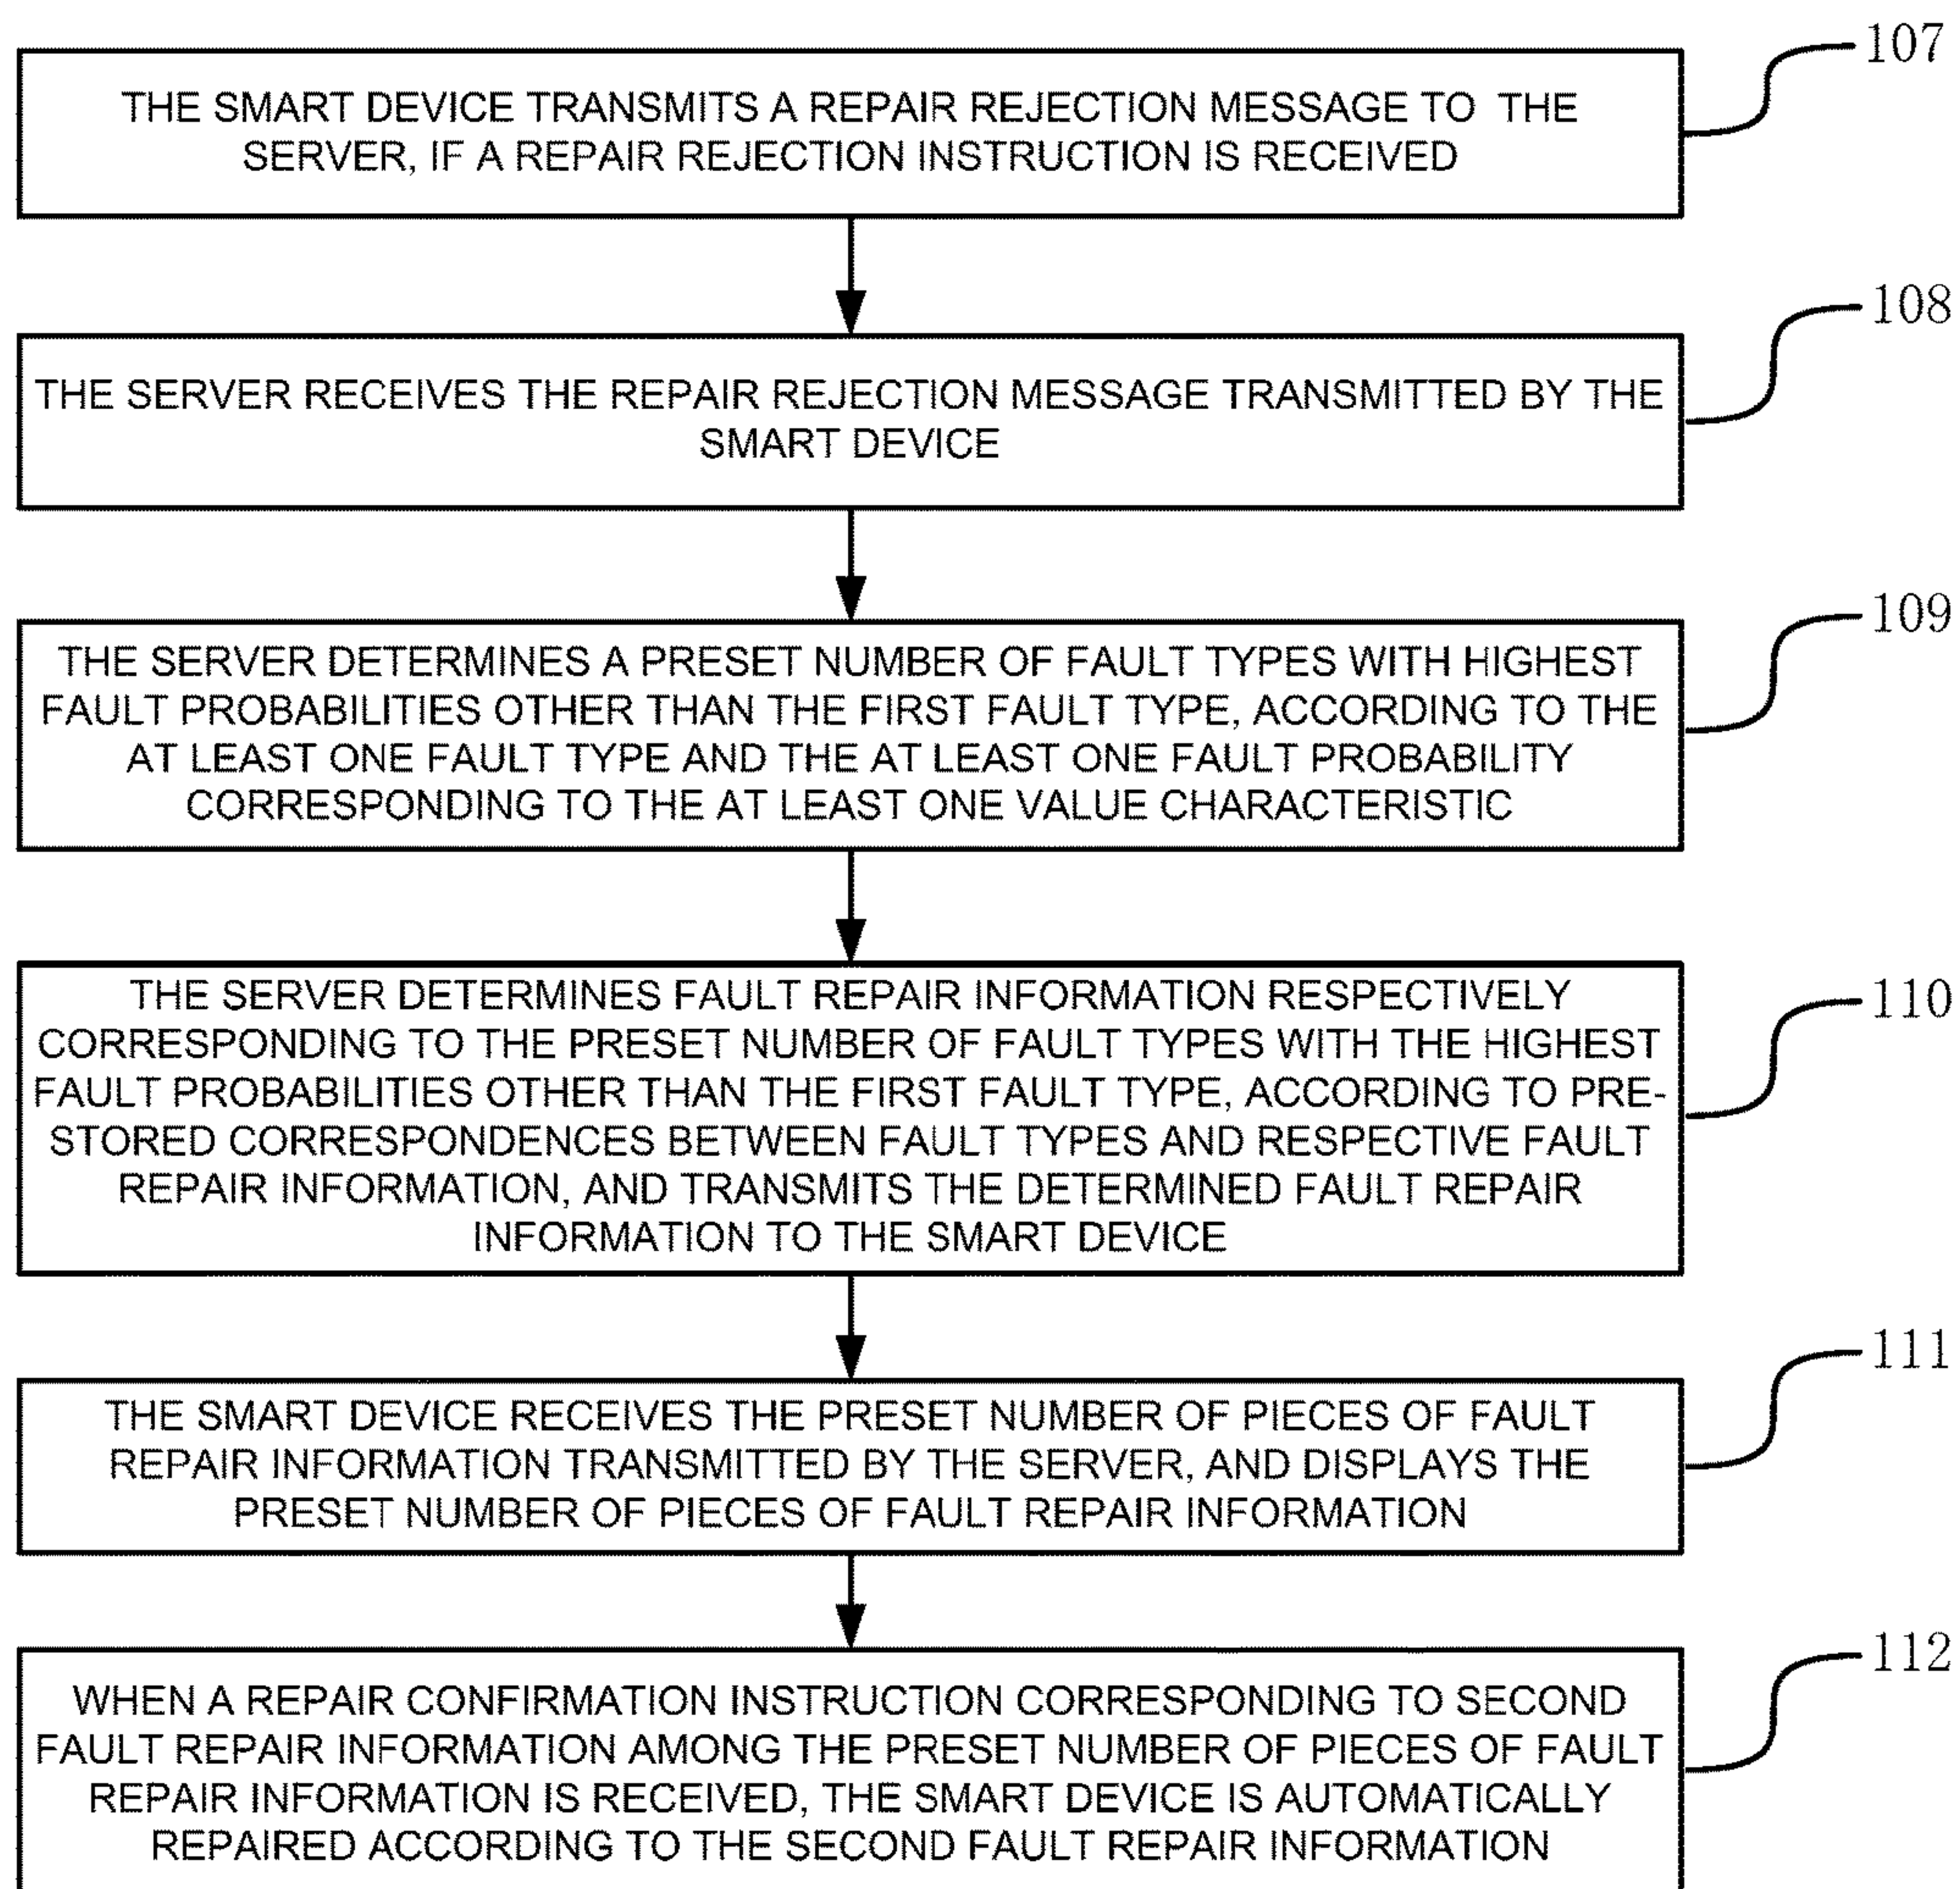 107
THE SMART DEVICE TRANSMITS A REPAIR REJECTION MESSAGE TO THE
SERVER, IF A REPAIR REJECTION INSTRUCTION IS RECEIVED
108
THE SERVER RECEIVES THE REPAIR REJECTION MESSAGE TRANSMITTED BY THE
SMART DEVICE
109
THE SERVER DETERMINES A PRESET NUMBER OF FAULT TYPES WITH HIGHEST
FAULT PROBABILITIES OTHER THAN THE FIRST FAULT TYPE, ACCORDING TO THE
AT LEAST ONE FAULT TYPE AND THE AT LEAST ONE FAULT PROBABILITY
CORRESPONDING TO THE AT LEAST ONE VALUE CHARACTERISTIC
110
THE SERVER DETERMINES FAULT REPAIR INFORMATION RESPECTIVELY
CORRESPONDING TO THE PRESET NUMBER OF FAULT TYPES WITH THE HIGHEST
FAULT PROBABILITIES OTHER THAN THE FIRST FAULT TYPE, ACCORDING TO PRE-
STORED CORRESPONDENCES BETWEEN FAULT TYPES AND RESPECTIVE FAULT
REPAIR INFORMATION, AND TRANSMITS THE DETERMINED FAULT REPAIR
INFORMATION TO THE SMART DEVICE
111
THE SMART DEVICE RECEIVES THE PRESET NUMBER OF PIECES OF FAULT
REPAIR INFORMATION TRANSMITTED BY THE SERVER, AND DISPLAYS THE
PRESET NUMBER OF PIECES OF FAULT REPAIR INFORMATION
112
WHEN A REPAIR CONFIRMATION INSTRUCTION CORRESPONDING TO SECOND
FAULT REPAIR INFORMATION AMONG THE PRESET NUMBER OF PIECES OF FAULT
REPAIR INFORMATION IS RECEIVED, THE SMART DEVICE IS AUTOMATICALLY
REPAIRED ACCORDING TO THE SECOND FAULT REPAIR INFORMATION